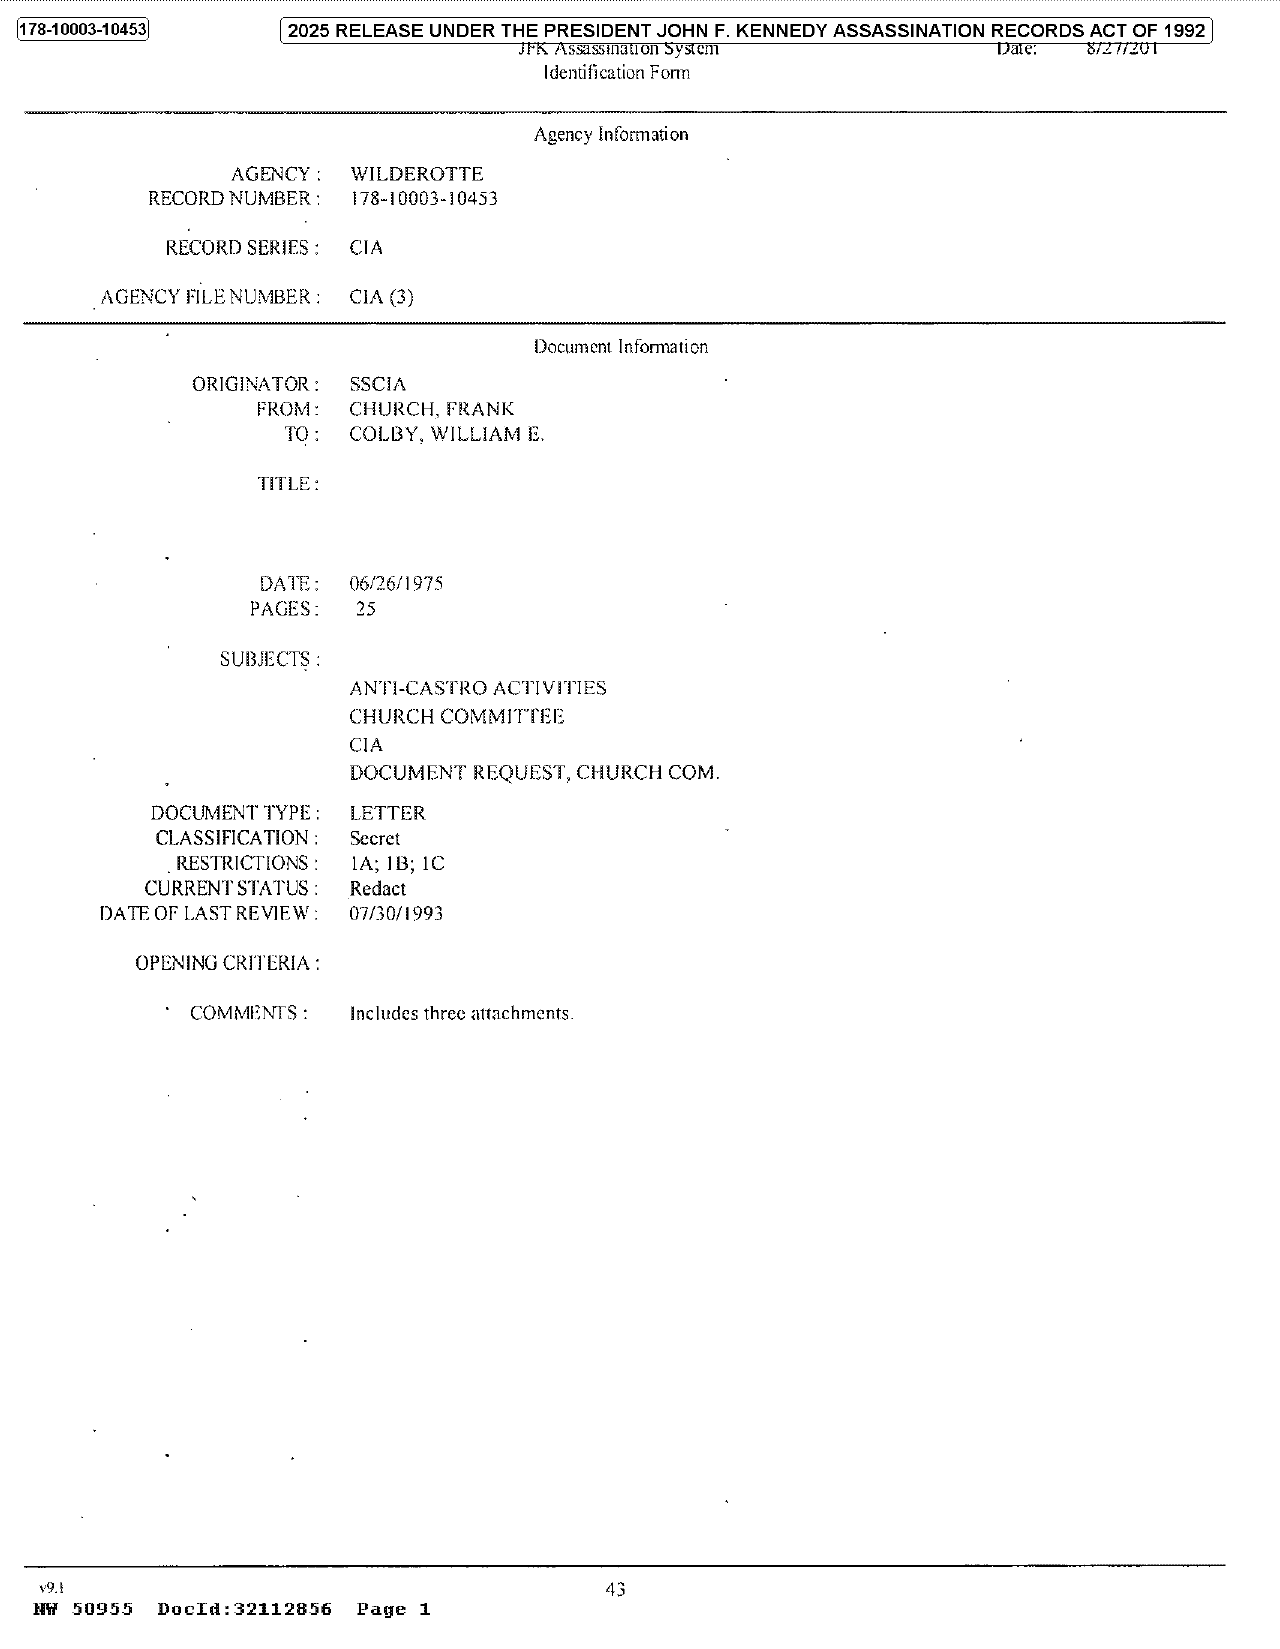 178-10003-10453
2025 RELEASE UNDER THE PRESIDENT JOHN F. KENNEDY ASSASSINATION RECORDS ACT OF 1992
JFK Assassination System Date: 8/27/201
Identification Form
Agency Information
AGENCY : WILDEROTTE
RECORD NUMBER : 178-10003-10453
RECORD SERIES : CIA
AGENCY FILE NUMBER : CIA (3)
Document Information
ORIGINATOR : SSCIA
FROM : CHURCH, FRANK
TO : COLBY, WILLIAM E.
TITLE :
DATE : 06/26/1975
PAGES : 25
SUBJECTS :
ANTI-CASTRO ACTIVITIES
CHURCH COMMITTEE
CIA
DOCUMENT REQUEST, CHURCH COM.
DOCUMENT TYPE : LETTER
CLASSIFICATION : Secret
RESTRICTIONS : 1A; 1B; 1C
CURRENT STATUS : Redact
DATE OF LAST REVIEW : 07/30/1993
OPENING CRITERIA :
COMMENTS : Includes three attachments.
v9.1 43
NW 50955 DocId:32112856 Page 1